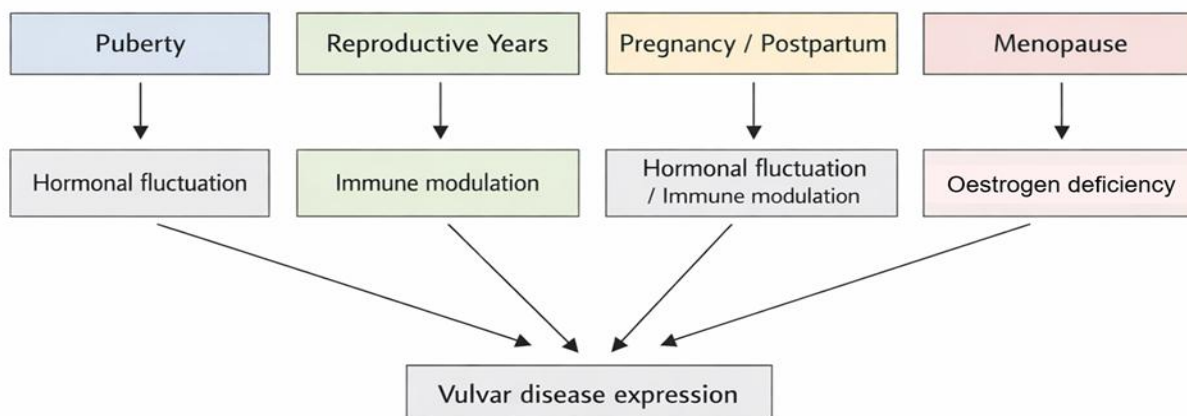 Puberty
Reproductive Years
Pregnancy / Postpartum
Menopause
Hormonal fluctuation
Immune modulation
Hormonal fluctuation
/ Immune modulation
Oestrogen deficiency
Vulvar disease expression